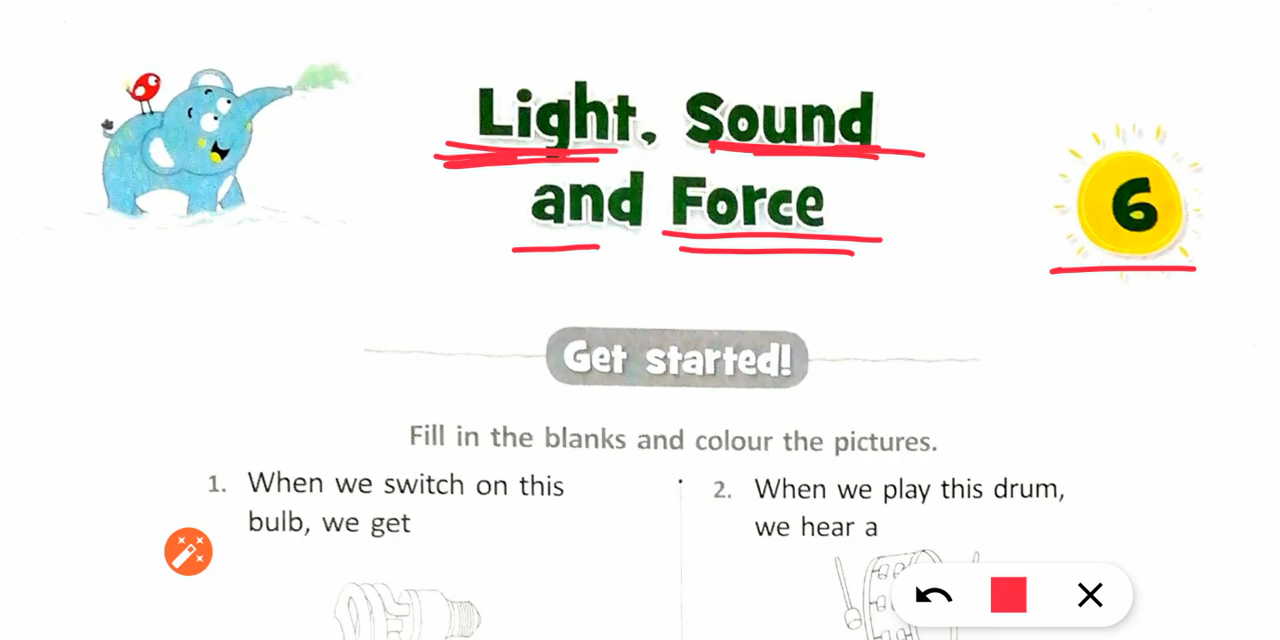 Light, Sound
and Force
6
Get started!
Fill in the blanks and colour the pictures.
1. When we switch on this
bulb, we get
2. When we play this drum,
we hear a